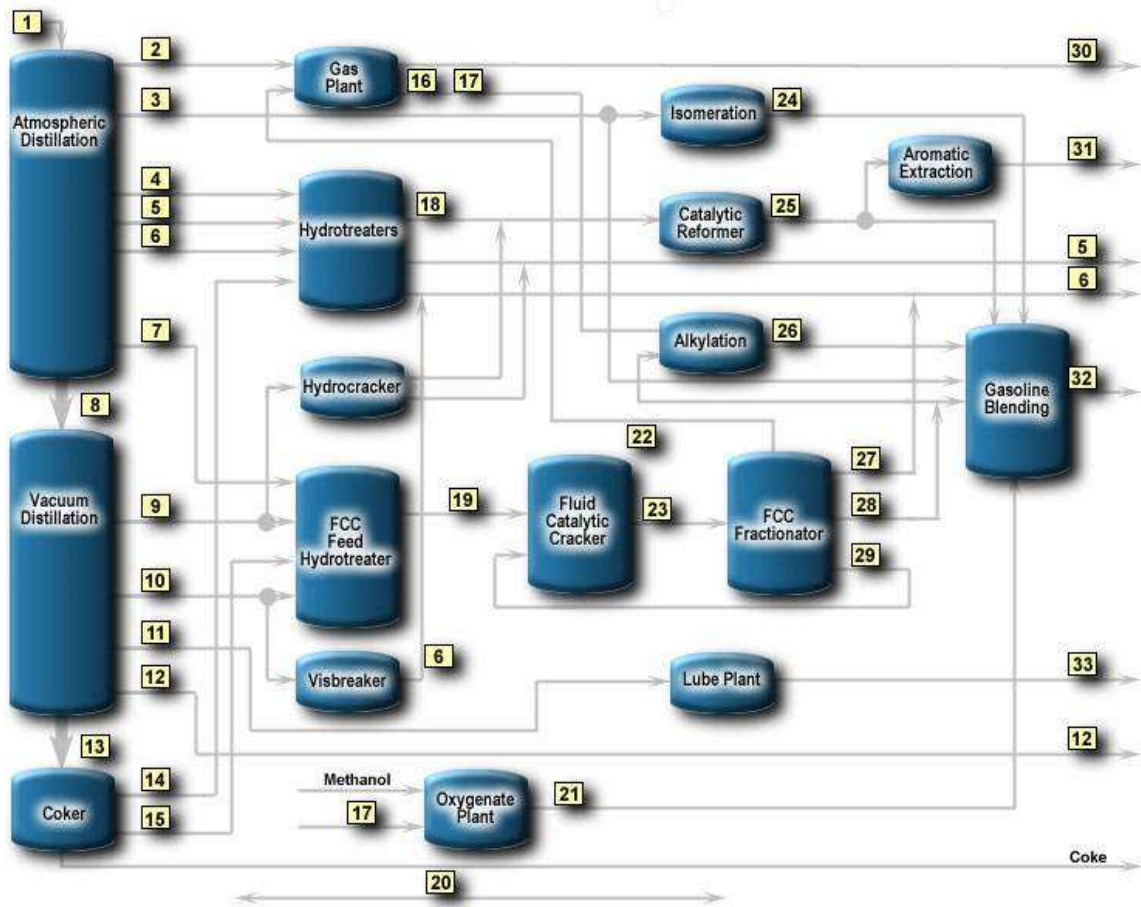 1
2
30
Gas
Plant
16
17
3
24
Isomeration
Atmospheric
Distillation
31
Aromatic
Extraction
4
5
6
18
Hydrotreaters
Catalytic
Reformer
25
5
6
7
Alkylation
26
Hydrocracker
Gasoline
Blending
32
8
22
27
Vacuum
Distillation
9
19
Fluid
Catalytic
Cracker
23
FCC
Fractionator
28
FCC
Feed
Hydrotreater
29
10
11
6
12
Visbreaker
Lube Plant
33
13
12
14
Methanol
15
Coker
17
Oxygenate
Plant
21
Coke
20